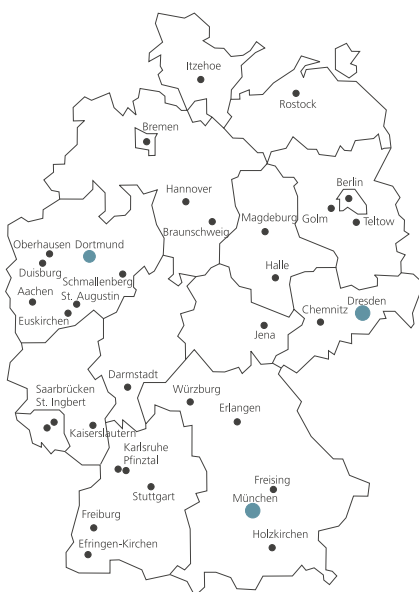 Itzehoe
Rostock
Bremen
Berlin
Hannover
Golm
Teltow
Braunschweig
Magdeburg
Oberhausen
Dortmund
Duisburg
Schmallenberg
Halle
Aachen
St. Augustin
Dresden
Chemnitz
Euskirchen
Jena
Darmstadt
Würzburg
Saarbrücken
St. Ingbert
Erlangen
Kaiserslautern
Karlsruhe
Pfinztal
Stuttgart
Freising
München
Freiburg
Holzkirchen
Efringen-Kirchen